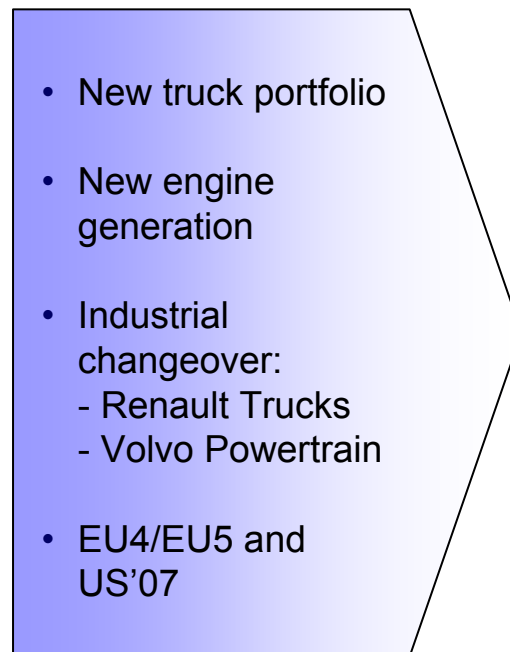 • New truck portfolio
• New engine
generation
• Industrial
changeover:
- Renault Trucks
- Volvo Powertrain
• EU4/EU5 and
US’07